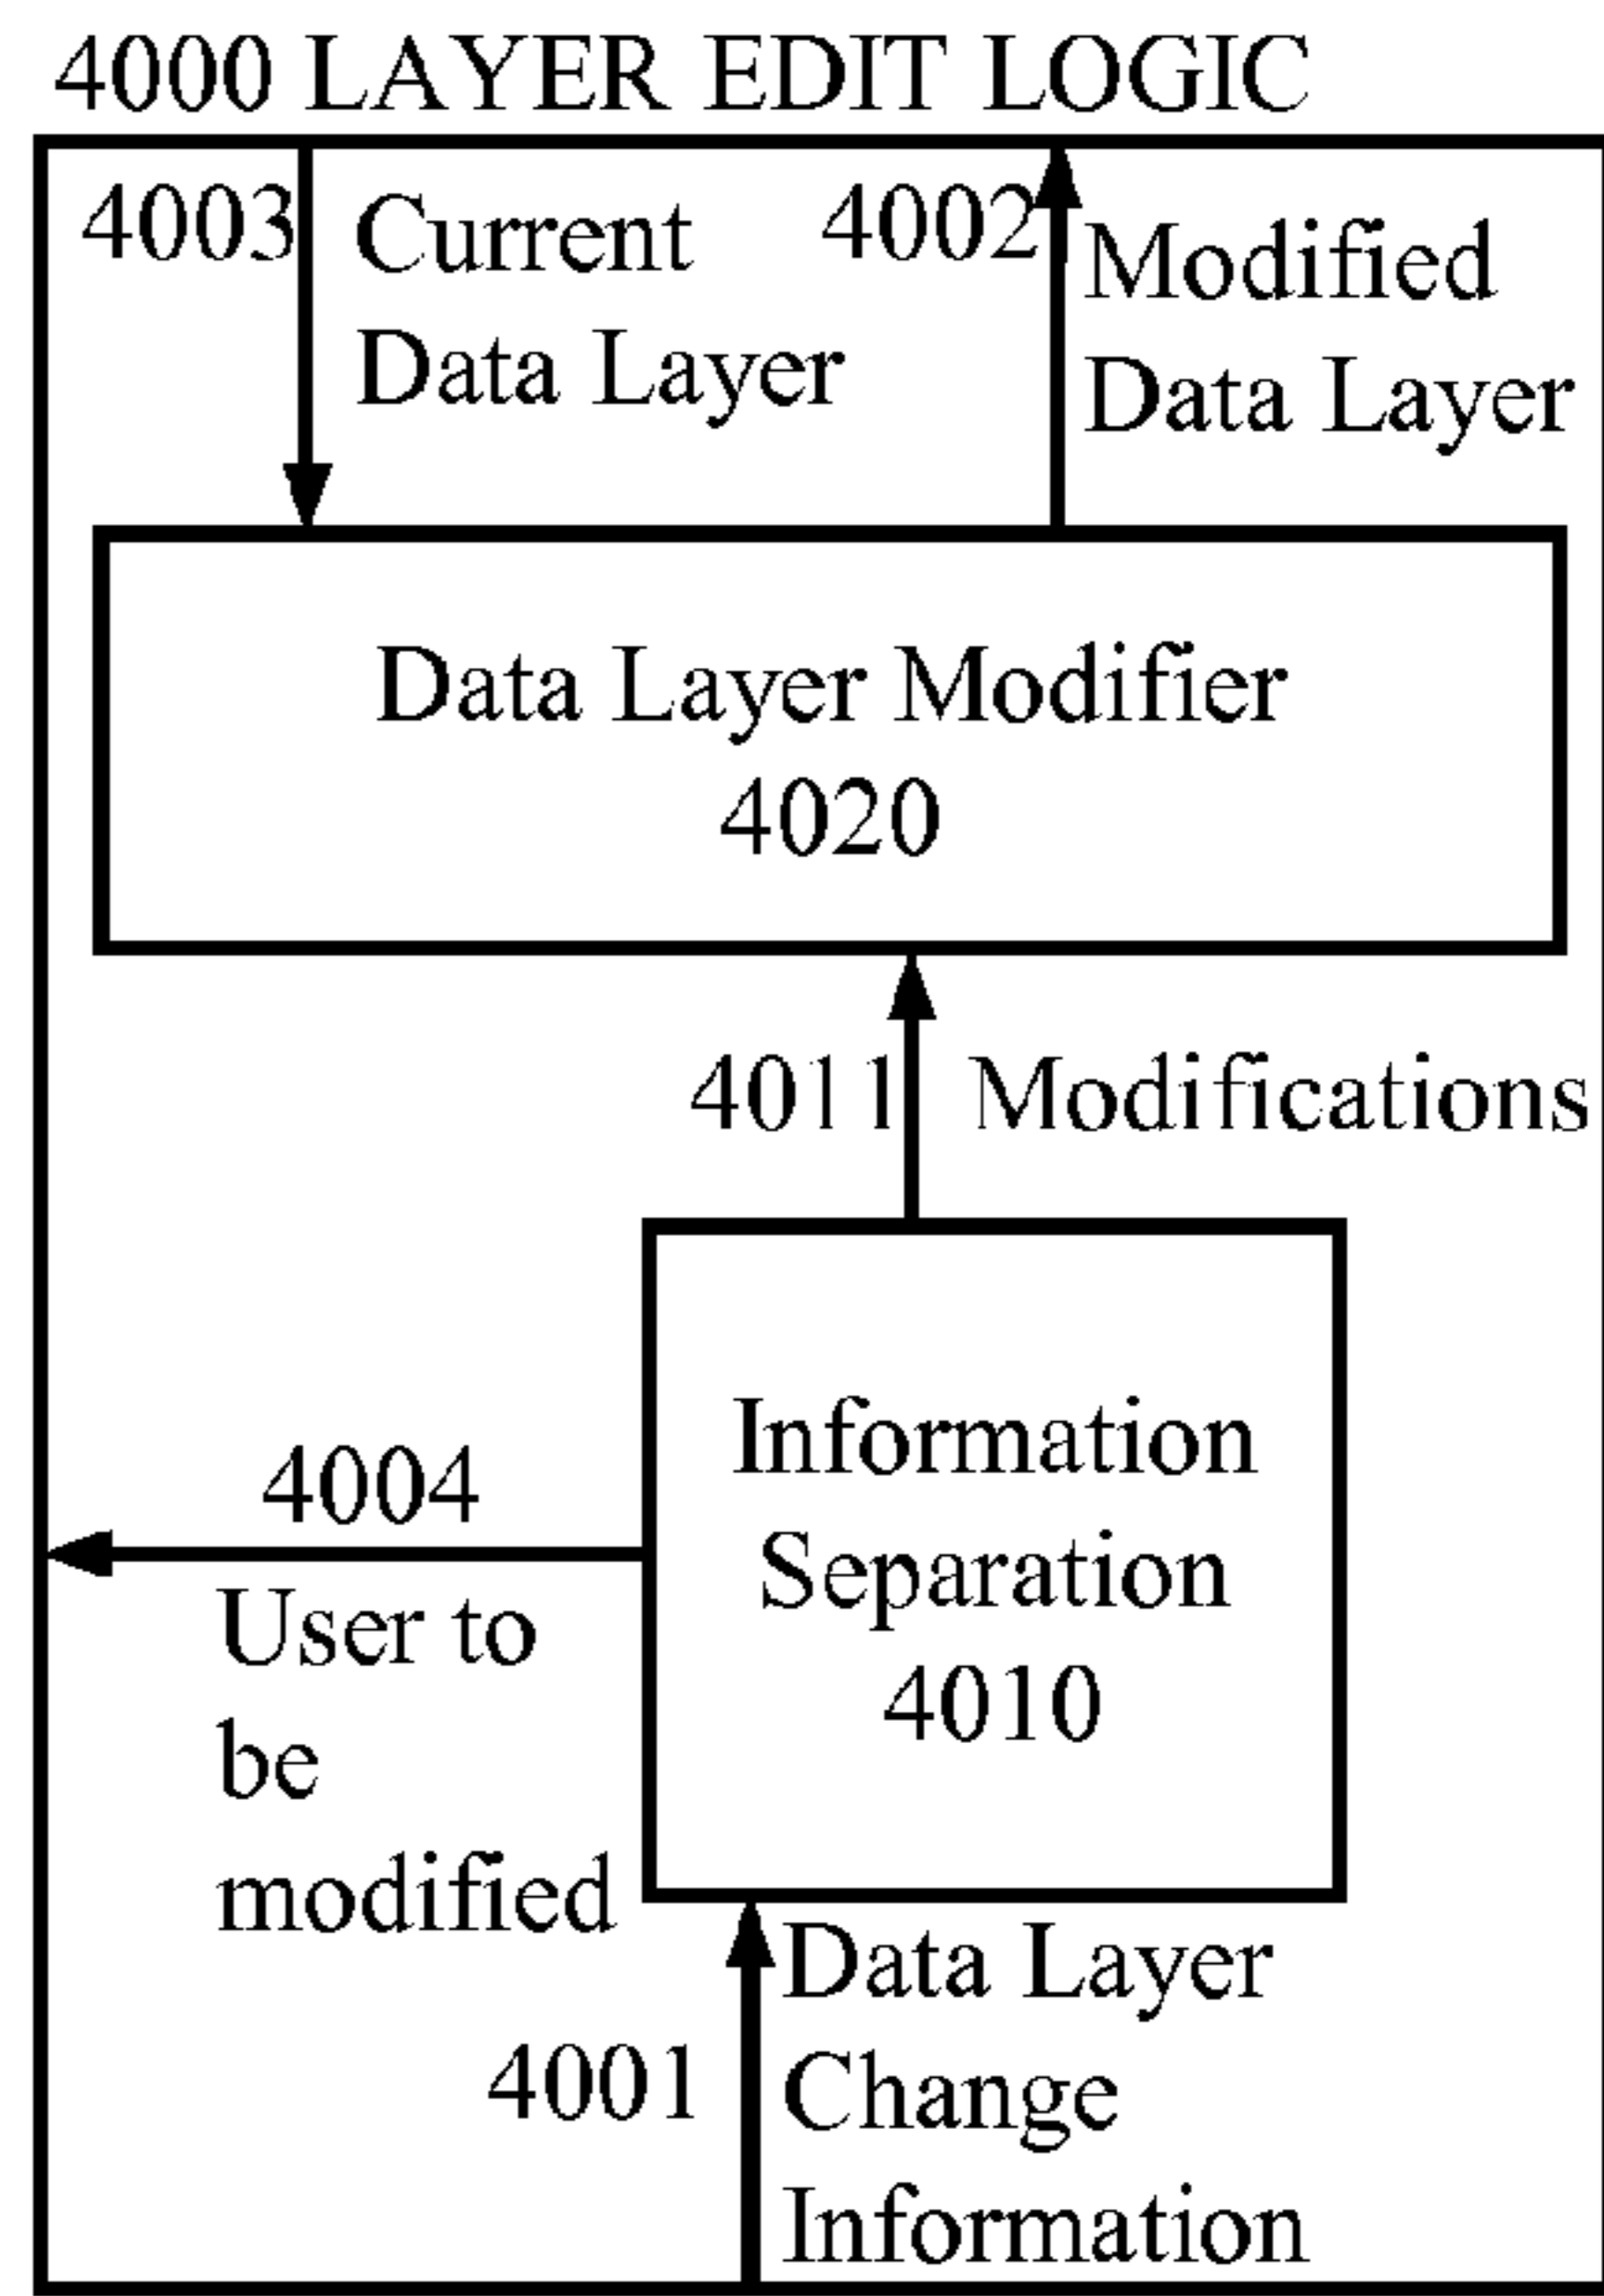 4000 LAYER EDIT LOGIC
4003
Current
Data Layer
4002
Modified
Data Layer
Data Layer Modifier
4020
4011
Modifications
Information
Separation
4010
4004
User to
be
modified
4001
Data Layer
Change
Information